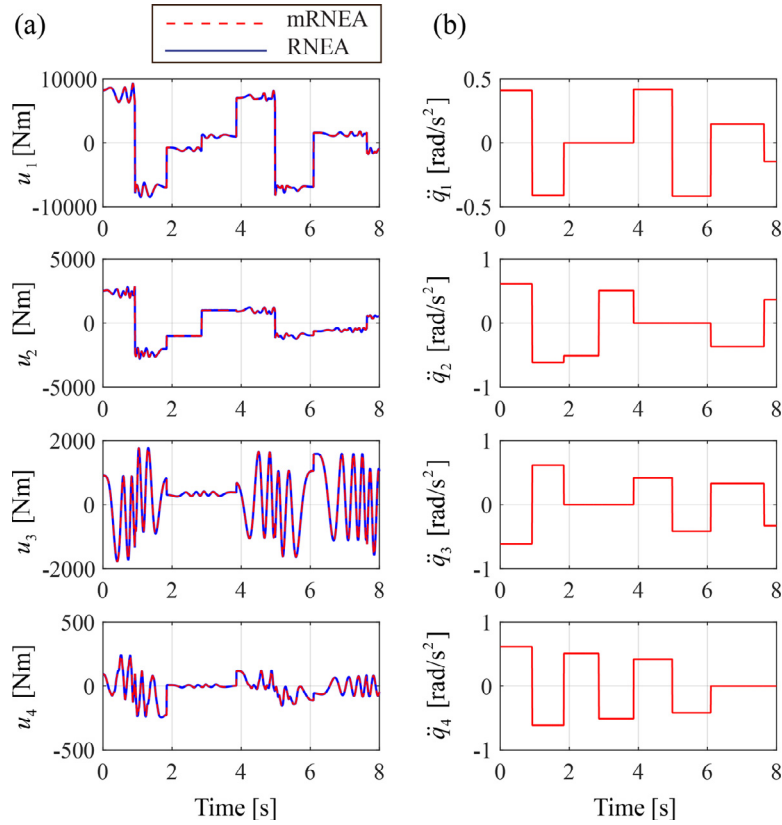 (a)
mRNEA
RNEA
(b)
u₁ [Nm]
10000
0
-10000
0 2 4 6 8
q̈₁ [rad/s²]
0.5
0
-0.5
0 2 4 6 8
u₂ [Nm]
5000
0
-5000
0 2 4 6 8
q̈₂ [rad/s²]
1
0
-1
0 2 4 6 8
u₃ [Nm]
2000
0
-2000
0 2 4 6 8
q̈₃ [rad/s²]
1
0
-1
0 2 4 6 8
u₄ [Nm]
500
0
-500
0 2 4 6 8
Time [s]
q̈₄ [rad/s²]
1
0
-1
0 2 4 6 8
Time [s]